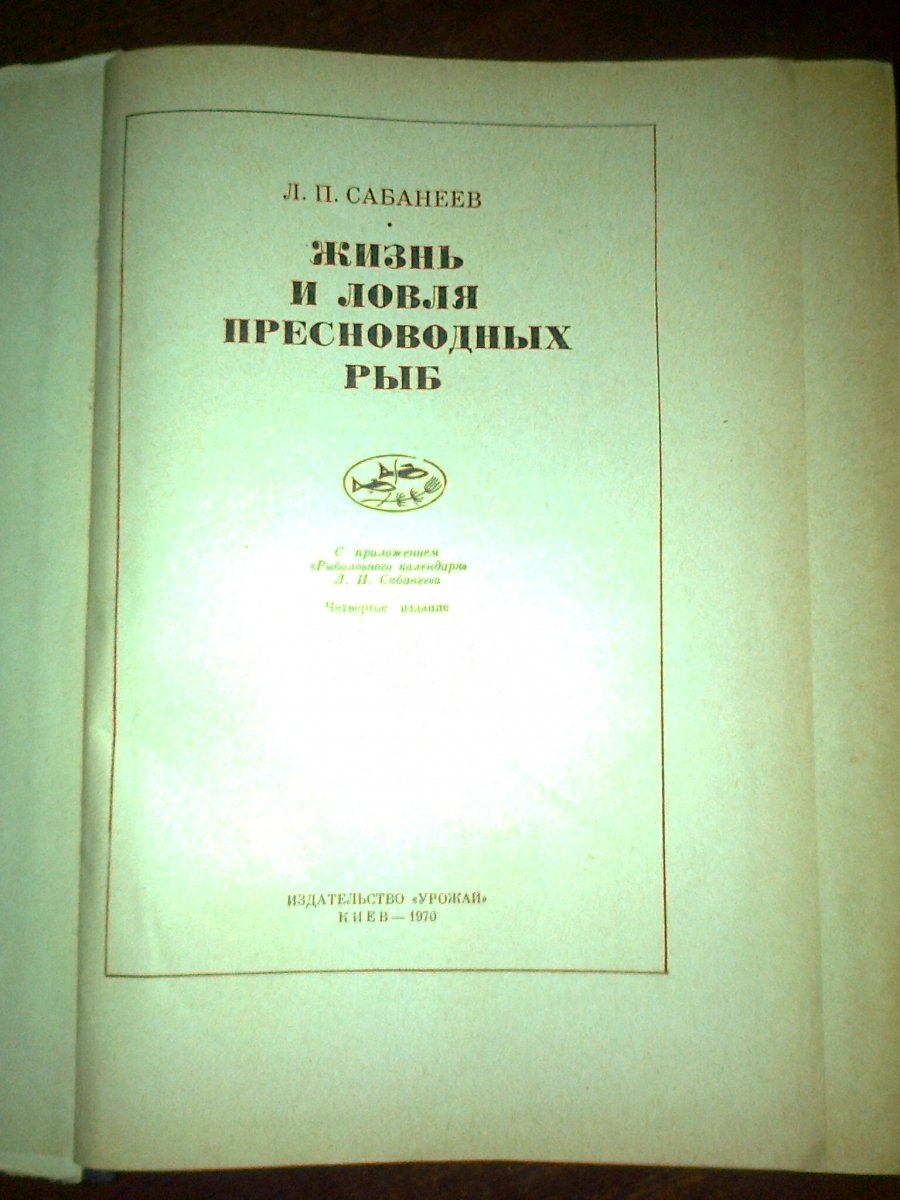 Л. П. САБАНЕЕВ
ЖИЗНЬ
И ЛОВЛЯ
ПРЕСНОВОДНЫХ
РЫБ
С приложением
«Рыболовного календаря»
Л. П. Сабанеева
Четвертое издание
ИЗДАТЕЛЬСТВО «УРОЖАЙ»
КИЕВ — 1970